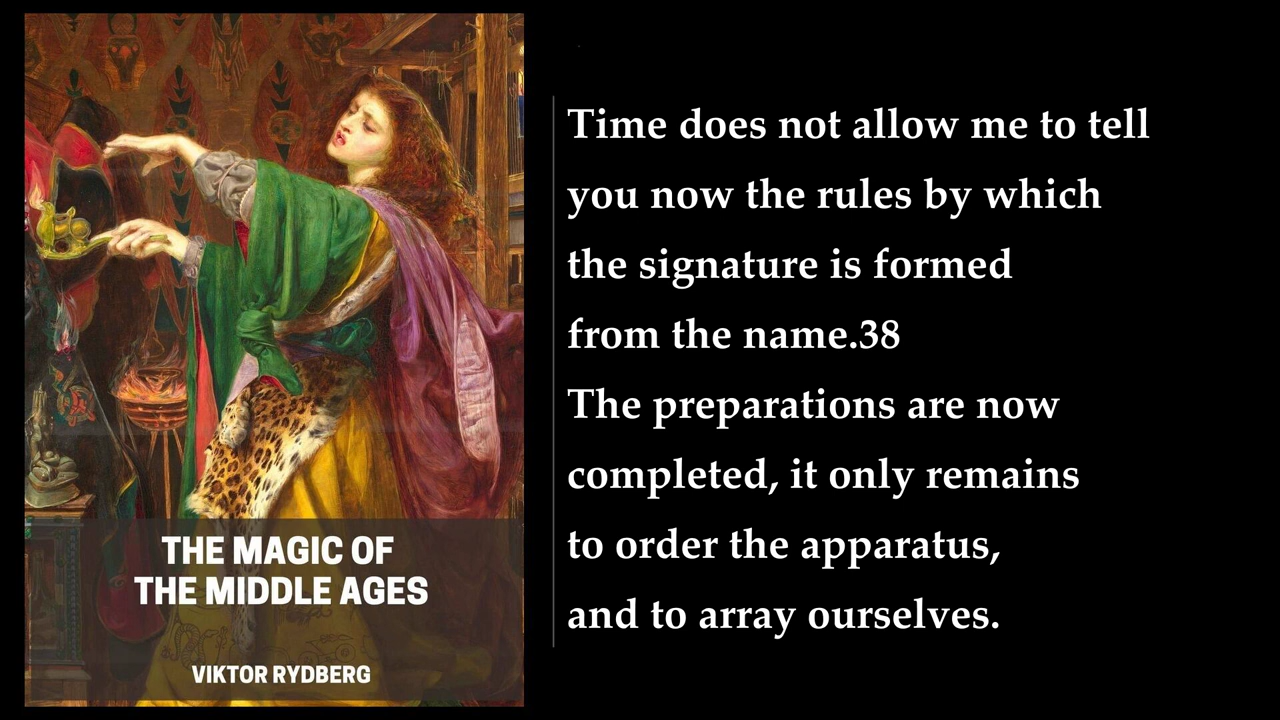 THE MAGIC OF
THE MIDDLE AGES
VIKTOR RYDBERG
Time does not allow me to tell
you now the rules by which
the signature is formed
from the name.38
The preparations are now
completed, it only remains
to order the apparatus,
and to array ourselves.